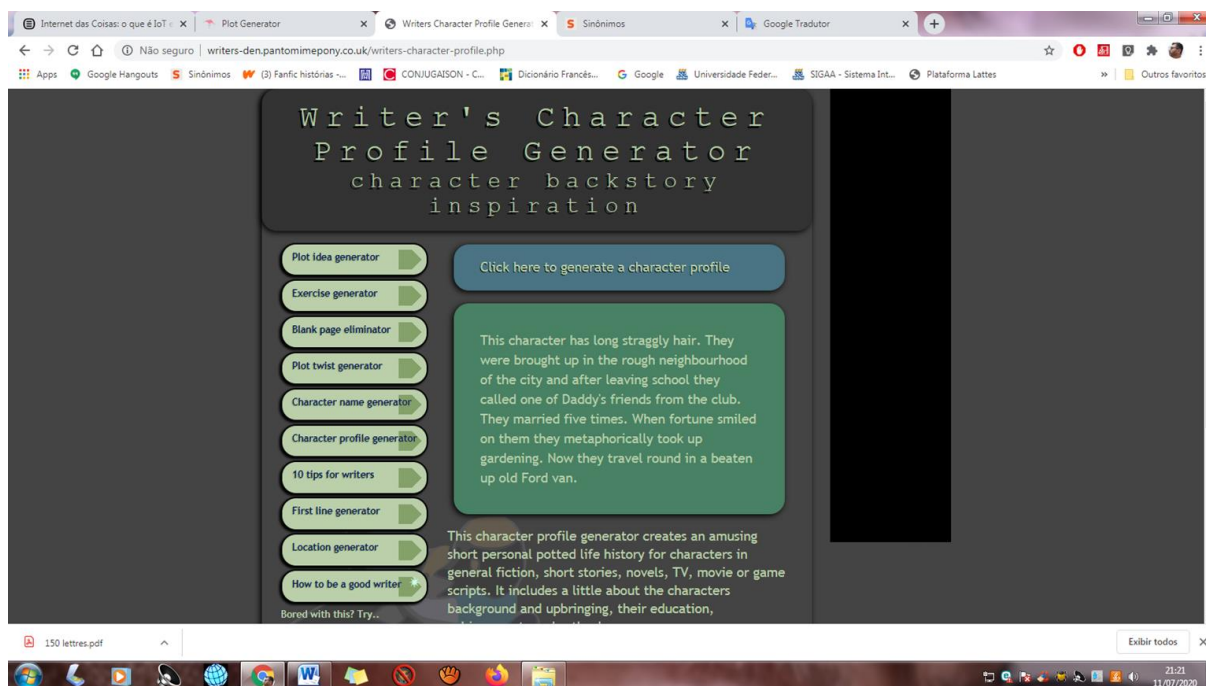 Internet das Coisas: o que é IoT e
Plot Generator
Writers Character Profile Genera
Sinónimos
Google Tradutor
Não seguro
writers-den.pantomimepony.co.uk/writers-character-profile.php
Apps
Google Hangouts
Sinônimos
(3) Fanfic histórias -...
CONJUGAISON - C...
Dicionário Francês...
Google
Universidade Feder...
SIGAA - Sistema Int...
Plataforma Lattes
»
Outros favoritos
Writer's Character
Profile Generator
character backstory
inspiration
Plot idea generator
Exercise generator
Blank page eliminator
Plot twist generator
Character name generator
Character profile generator
10 tips for writers
First line generator
Location generator
How to be a good writer
Bored with this? Try..
Click here to generate a character profile
This character has long straggly hair. They
were brought up in the rough neighbourhood
of the city and after leaving school they
called one of Daddy's friends from the club.
They married five times. When fortune smiled
on them they metaphorically took up
gardening. Now they travel round in a beaten
up old Ford van.
This character profile generator creates an amusing
short personal potted life history for characters in
general fiction, short stories, novels, TV, movie or game
scripts. It includes a little about the characters
background and upbringing, their education,
150 lettres.pdf
Exibir todos
21:21
11/07/2020